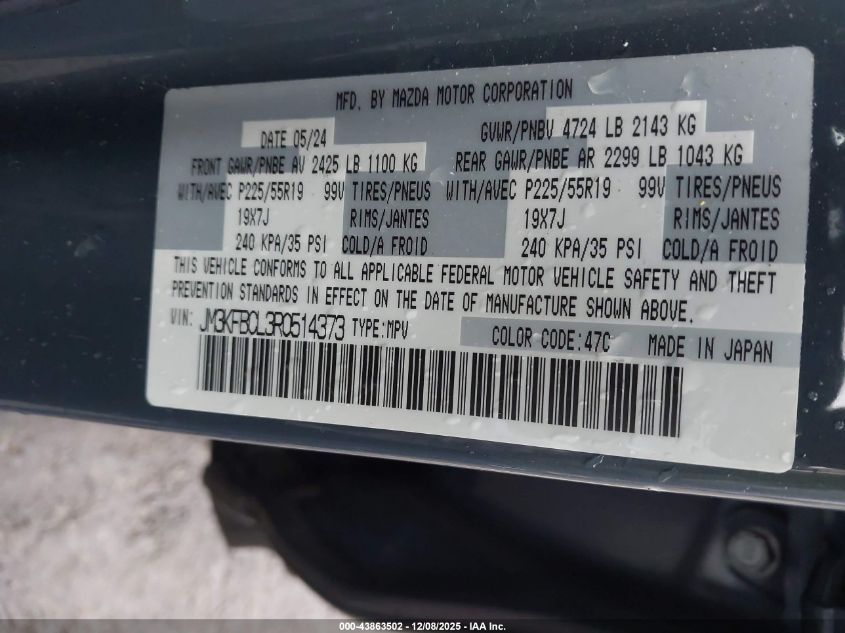 MFD. BY MAZDA MOTOR CORPORATION
DATE 05/24 GVWR/PNBV 4724 LB 2143 KG
FRONT GAWR/PNBE AV 2425 LB 1100 KG REAR GAWR/PNBE AR 2299 LB 1043 KG
WITH/AVEC P225/55R19 99V TIRES/PNEUS WITH/AVEC P225/55R19 99V TIRES/PNEUS
19X7J RIMS/JANTES 19X7J RIMS/JANTES
240 KPA/35 PSI COLD/A FROID 240 KPA/35 PSI COLD/A FROID
THIS VEHICLE CONFORMS TO ALL APPLICABLE FEDERAL MOTOR VEHICLE SAFETY AND THEFT
PREVENTION STANDARDS IN EFFECT ON THE DATE OF MANUFACTURE SHOWN ABOVE.
VIN: JM3KFBCL3R0514373 TYPE:MPV COLOR CODE:47C MADE IN JAPAN
000-43863502 - 12/08/2025 - IAA Inc.